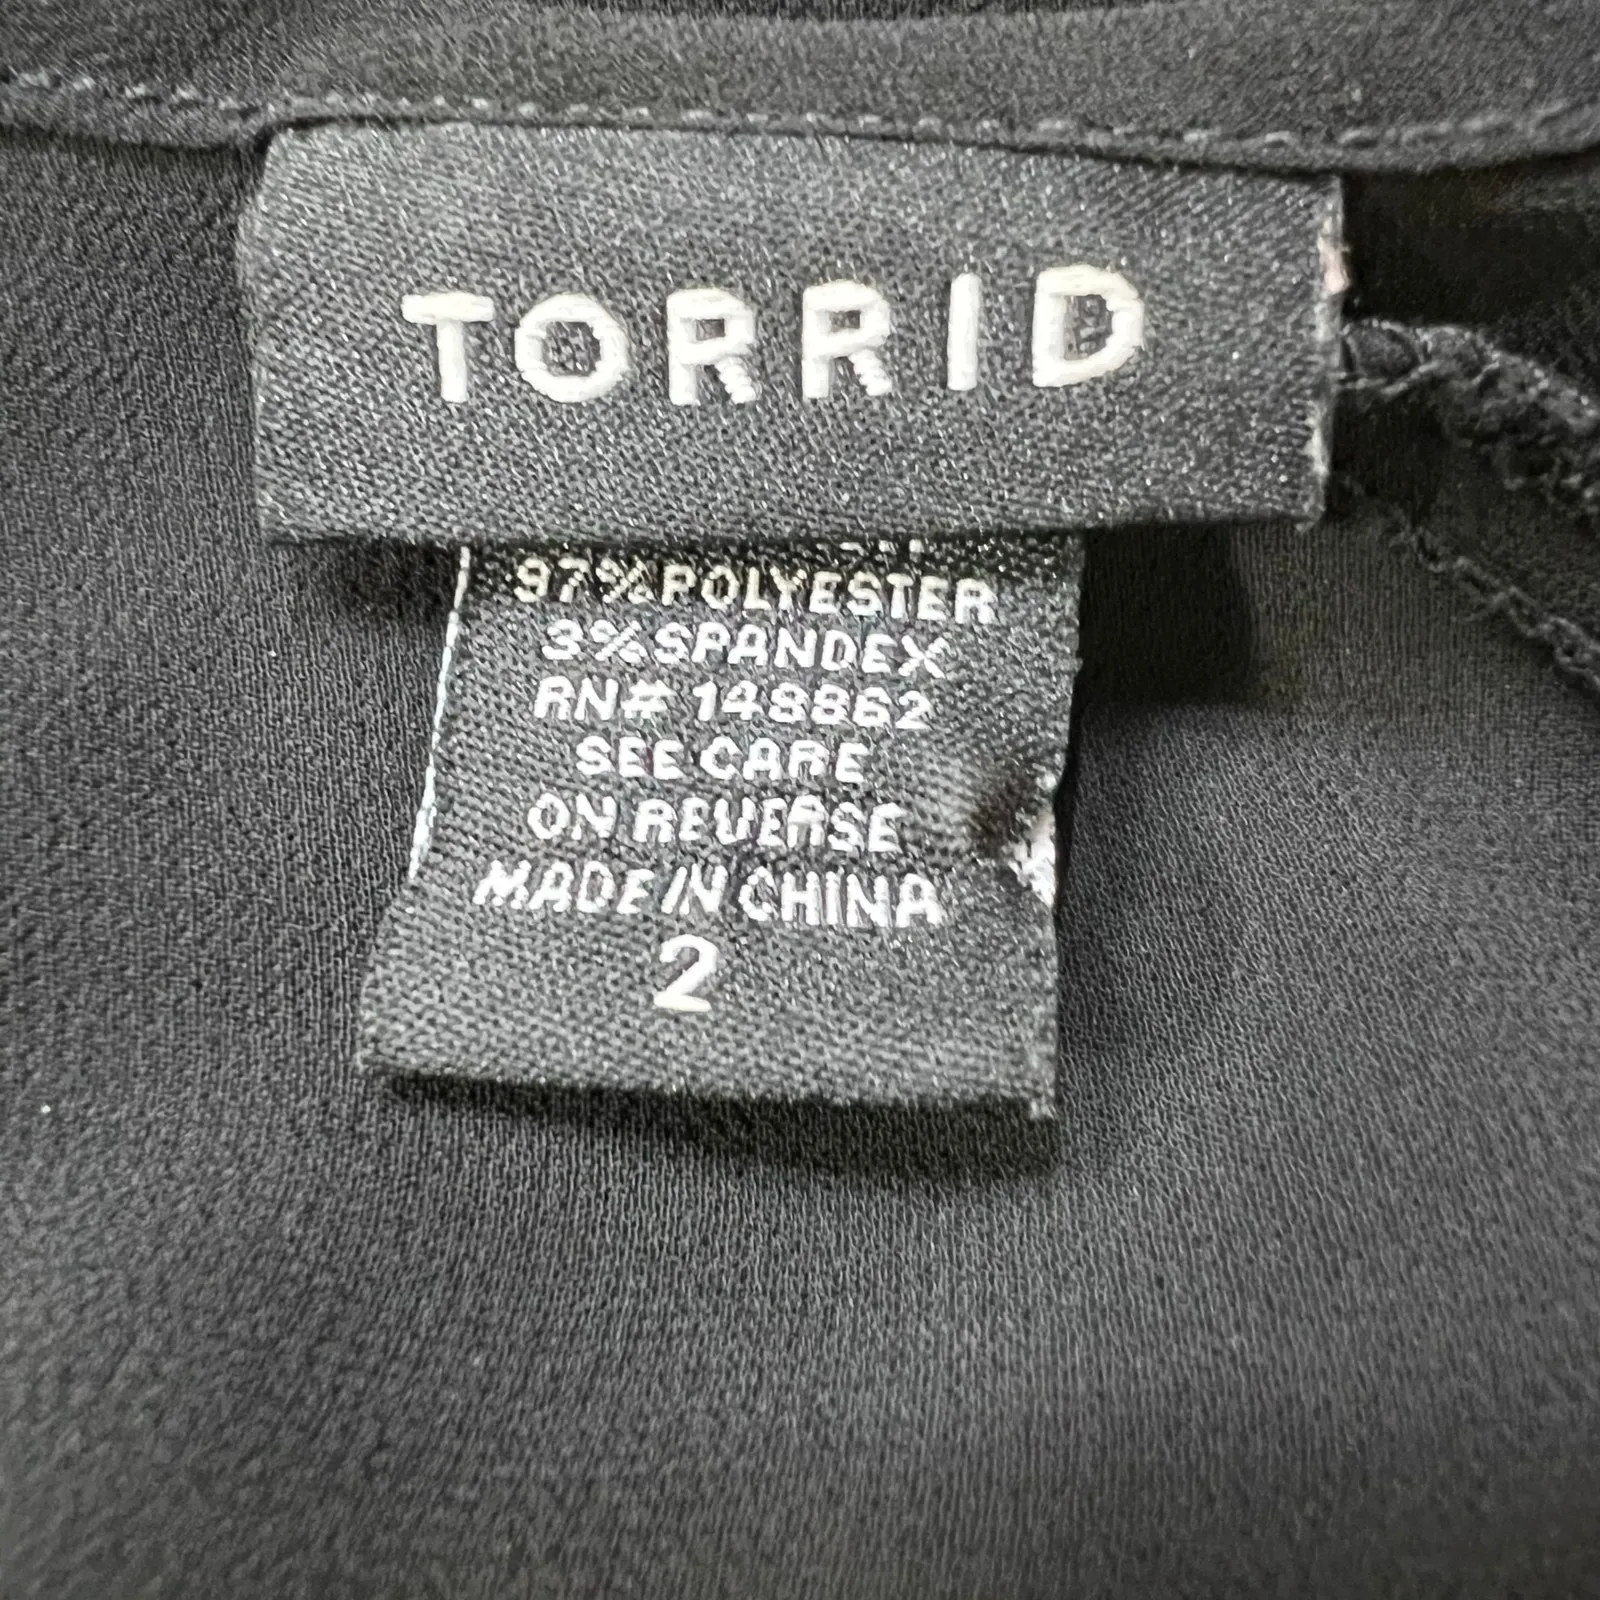 TORRID
97% POLYESTER
3% SPANDEX
RN# 148862
SEE CARE
ON REVERSE
MADE IN CHINA
2